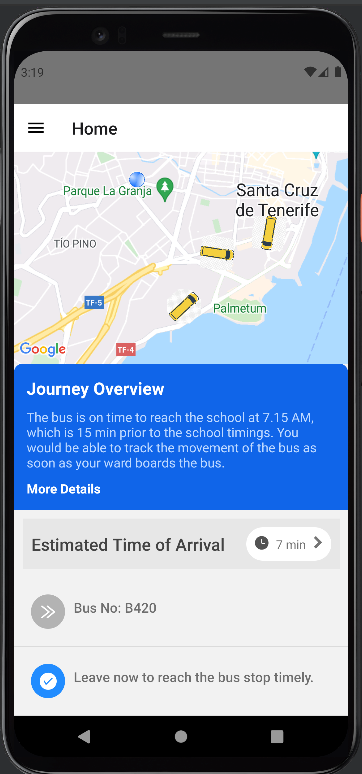 3:19
Home
Parque La Granja
Santa Cruz
de Tenerife
TÍO PINO
TF-5
Palmetum
Google
TF-4
Journey Overview
The bus is on time to reach the school at 7.15 AM,
which is 15 min prior to the school timings. You
would be able to track the movement of the bus as
soon as your ward boards the bus.
More Details
Estimated Time of Arrival
7 min
Bus No: B420
Leave now to reach the bus stop timely.